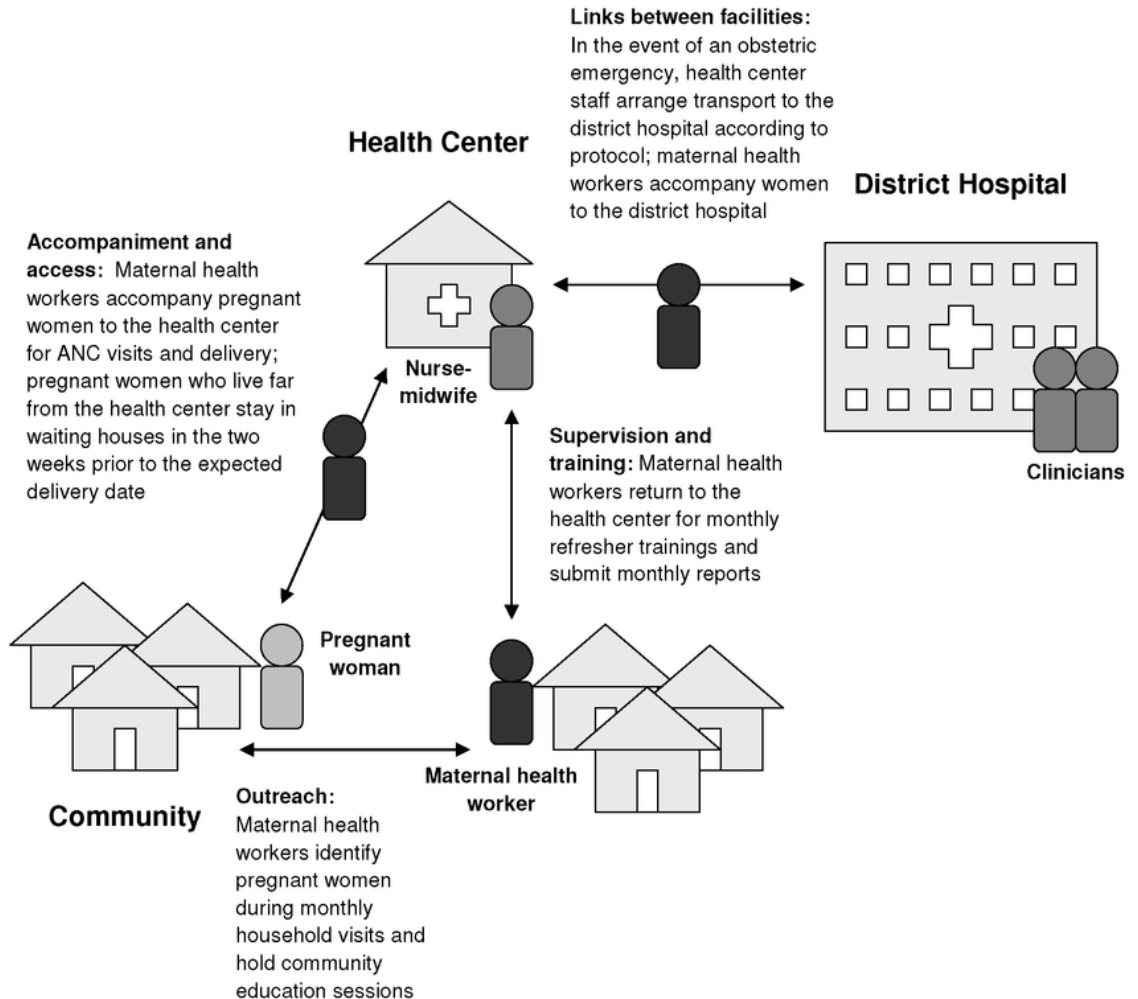 Links between facilities:
In the event of an obstetric
emergency, health center
staff arrange transport to the
district hospital according to
protocol; maternal health
workers accompany women
to the district hospital
Health Center
District Hospital
Accompaniment and
access: Maternal health
workers accompany pregnant
women to the health center
for ANC visits and delivery;
pregnant women who live far
from the health center stay in
waiting houses in the two
weeks prior to the expected
delivery date
Nurse-
midwife
Supervision and
training: Maternal health
workers return to the
health center for monthly
refresher trainings and
submit monthly reports
Clinicians
Pregnant
woman
Maternal health
worker
Community
Outreach:
Maternal health
workers identify
pregnant women
during monthly
household visits and
hold community
education sessions